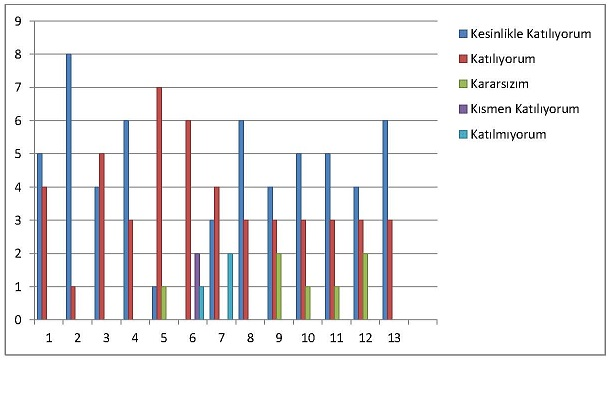 9
8
7
6
5
4
3
2
1
0
1 2 3 4 5 6 7 8 9 10 11 12 13
Kesinlikle Katılıyorum
Katılıyorum
Kararsızım
Kısmen Katılıyorum
Katılmıyorum